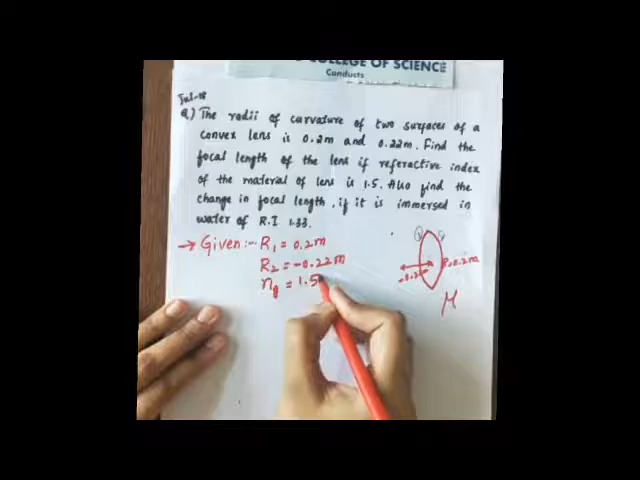 COLLEGE OF SCIENCE
Conducts
Jul-18
Q.) The radii of curvature of two surfaces of a
convex lens is 0.2m and 0.22m. Find the
focal length of the lens if referactive index
of the material of lens is 1.5. Also find the
change in focal length, if it is immersed in
water of R.I 1.33.
→ Given:- R1 = 0.2m
R2 = -0.22m
ng = 1.5